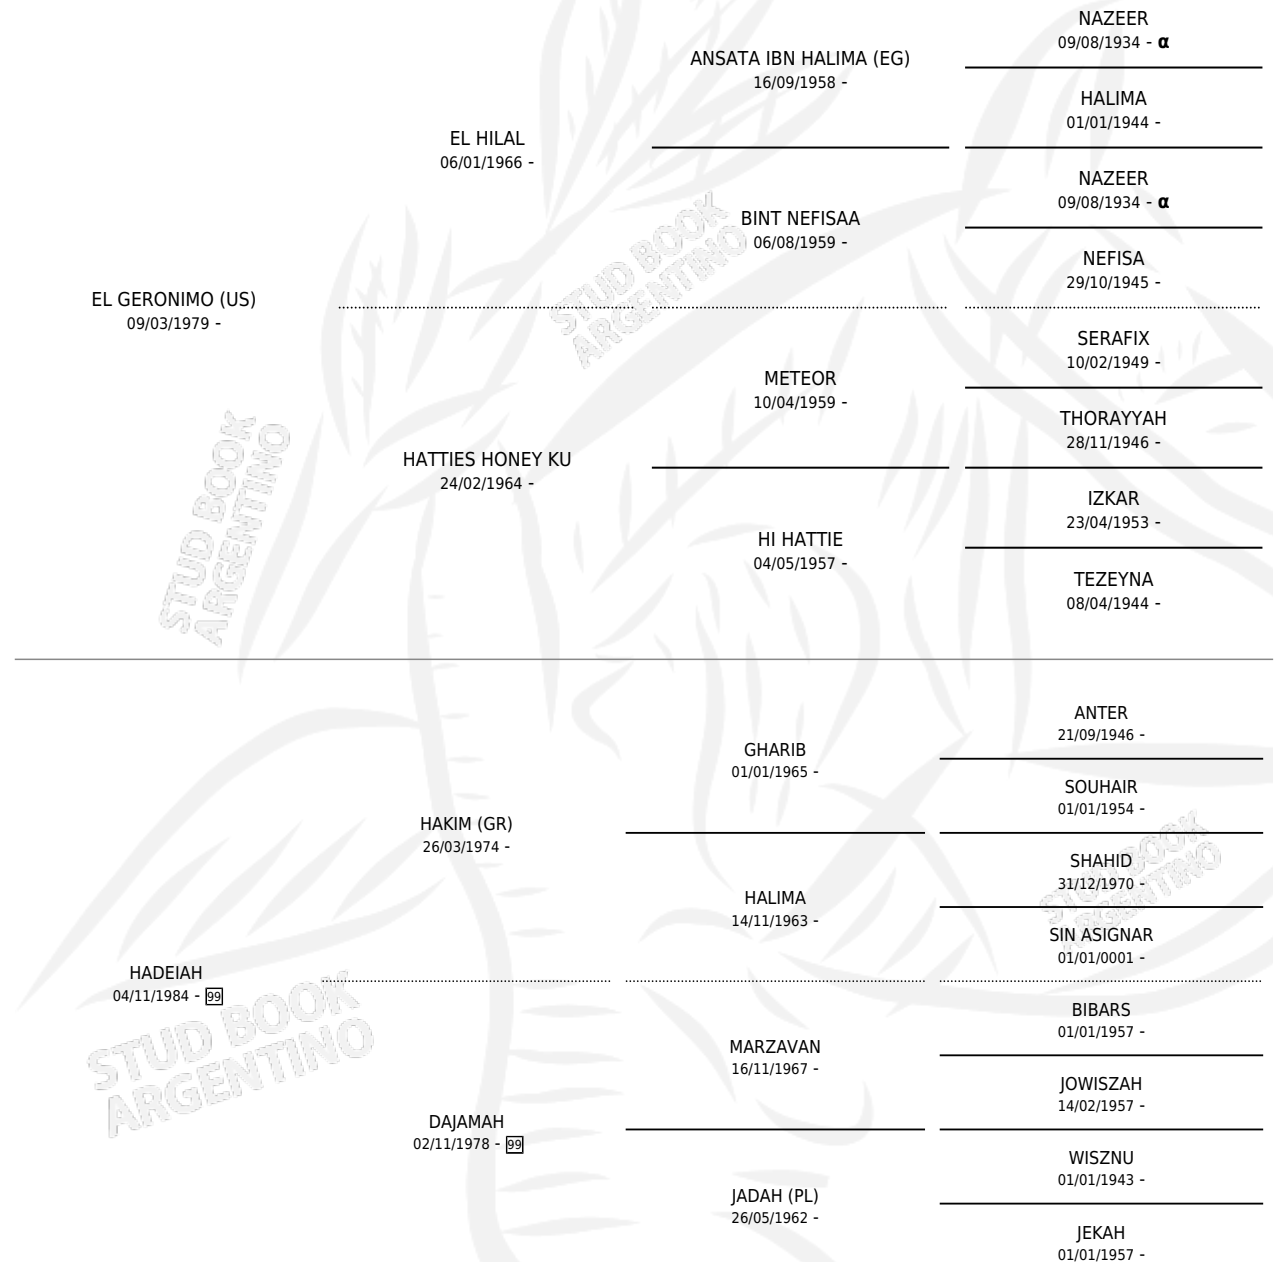 NAZEER
09/08/1934 - α
ANSATA IBN HALIMA (EG)
16/09/1958 -
HALIMA
01/01/1944 -
EL HILAL
06/01/1966 -
NAZEER
09/08/1934 - α
BINT NEFISAA
06/08/1959 -
NEFISA
29/10/1945 -
STUD BOOK
ARGENTINO
EL GERONIMO (US)
09/03/1979 -
SERAFIX
10/02/1949 -
METEOR
10/04/1959 -
THORAYYAH
28/11/1946 -
HATTIES HONEY KU
24/02/1964 -
IZKAR
23/04/1953 -
HI HATTIE
04/05/1957 -
TEZEYNA
08/04/1944 -
STUD BOOK
ARGENTINO
ANTER
21/09/1946 -
GHARIB
01/01/1965 -
SOUHAIR
01/01/1954 -
HAKIM (GR)
26/03/1974 -
SHAHID
31/12/1970 -
HALIMA
14/11/1963 -
SIN ASIGNAR
01/01/0001 -
STUD BOOK
ARGENTINO
HADEIAH
04/11/1984 - 99
BIBARS
01/01/1957 -
MARZAVAN
16/11/1967 -
JOWISZAH
14/02/1957 -
STUD BOOK
ARGENTINO
DAJAMAH
02/11/1978 - 99
WISZNU
01/01/1943 -
JADAH (PL)
26/05/1962 -
JEKAH
01/01/1957 -